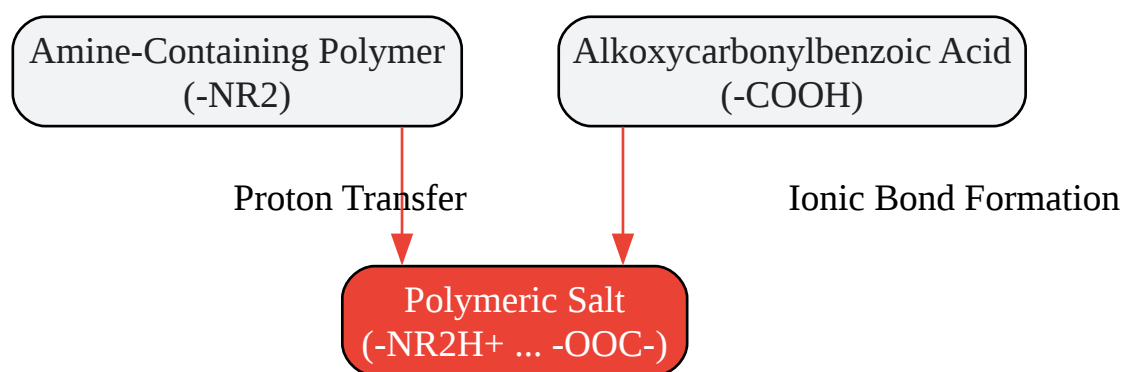 Amine-Containing Polymer
(-NR2)
Alkoxycarbonylbenzoic Acid
(-COOH)
Proton Transfer
Ionic Bond Formation
Polymeric Salt
(-NR2H+ ... -OOC-)